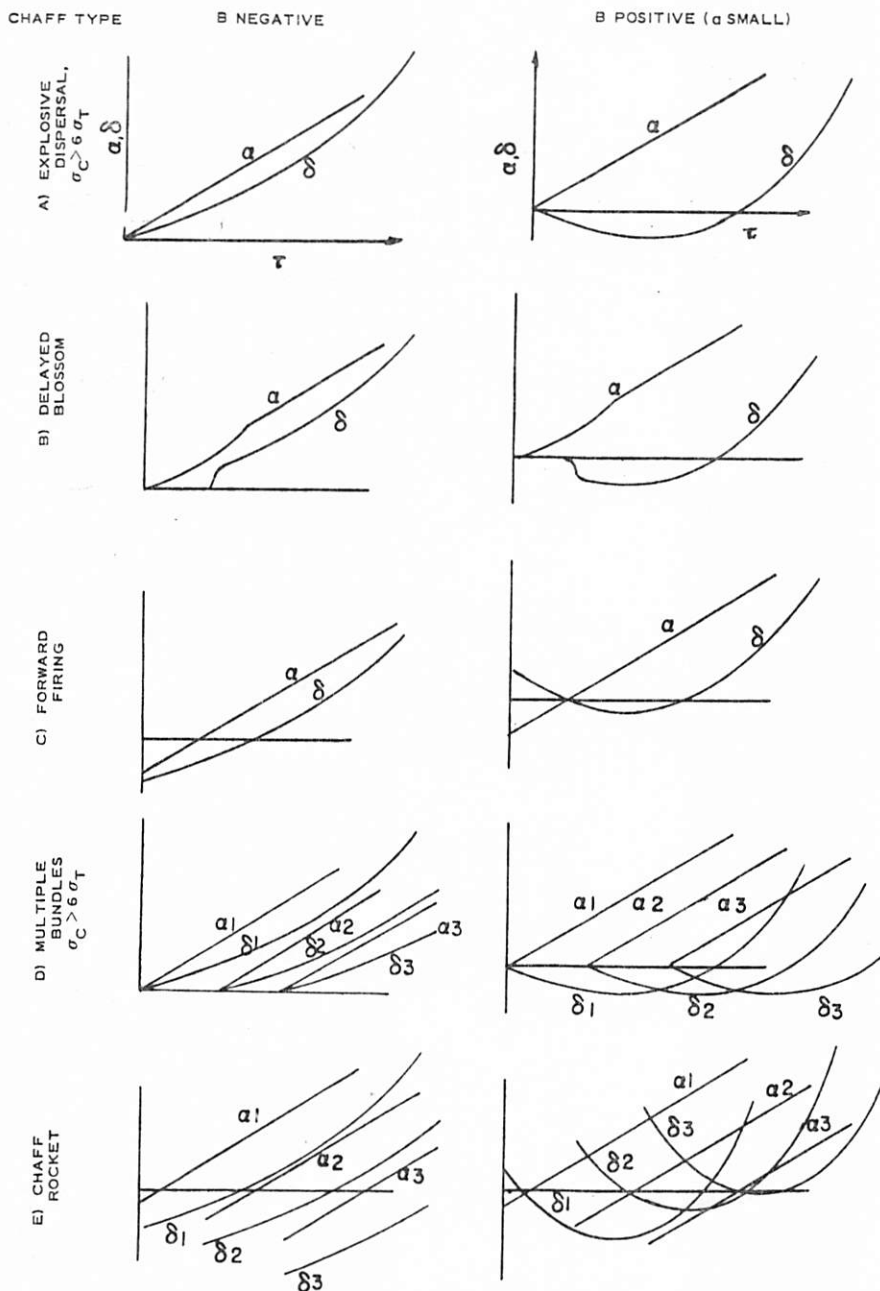 CHAFF TYPE B NEGATIVE B POSITIVE (α SMALL)
A) EXPLOSIVE
DISPERSAL,
σC > 6 σT
α,δ
α
δ
τ
α,δ
α
δ
τ
B) DELAYED
BLOSSOM
α
δ
α
δ
C) FORWARD
FIRING
α
δ
α
δ
D) MULTIPLE
BUNDLES
σC > 6 σT
α1
δ1
δ2
α2
α3
δ3
α1
α2
α3
δ1
δ2
δ3
E) CHAFF
ROCKET
α1
α2
α3
δ1
δ2
δ3
α1
α2
α3
δ3
δ2
δ1